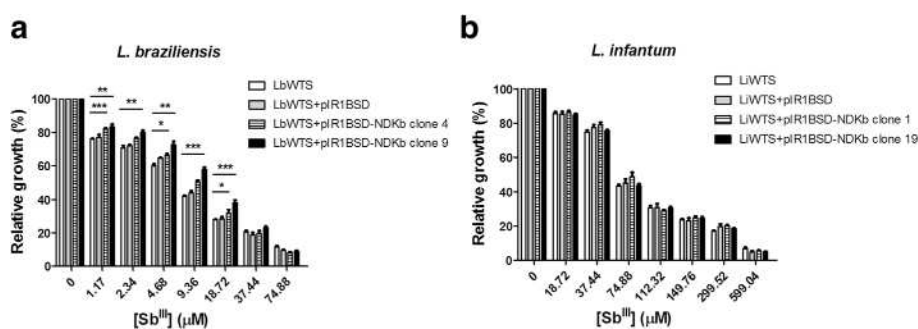 a
L. braziliensis
LbWTS
LbWTS+pIR1BSD
LbWTS+pIR1BSD-NDKb clone 4
LbWTS+pIR1BSD-NDKb clone 9
Relative growth (%)
100
80
60
40
20
0
** 
***
**
**
*
***
***
*
0
1.17
2.34
4.68
9.36
18.72
37.44
74.88
[SbIII] (μM)
b
L. infantum
LiWTS
LiWTS+pIR1BSD
LiWTS+pIR1BSD-NDKb clone 1
LiWTS+pIR1BSD-NDKb clone 19
Relative growth (%)
100
80
60
40
20
0
0
18.72
37.44
74.88
112.32
149.76
299.52
599.04
[SbIII] (μM)